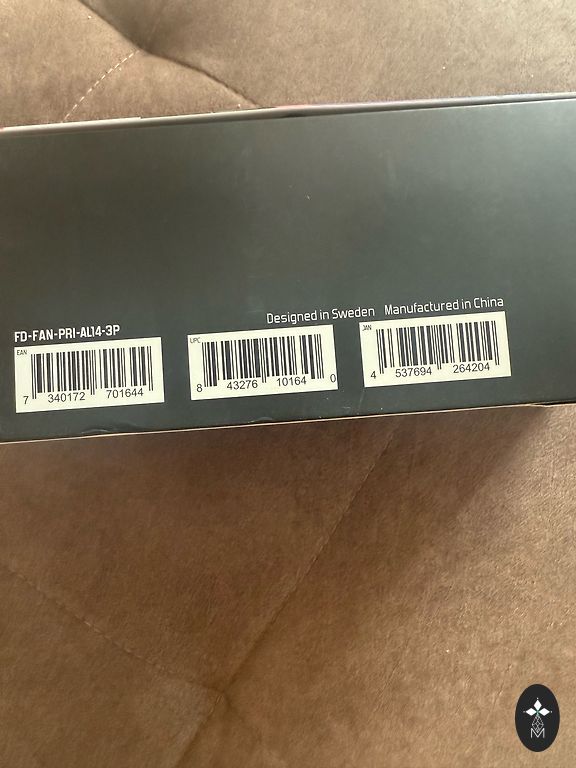 Designed in Sweden Manufactured in China
FD-FAN-PRI-AL14-3P
EAN
7 340172 701644
UPC
8 43276 10164 0
JAN
4 537694 264204
M